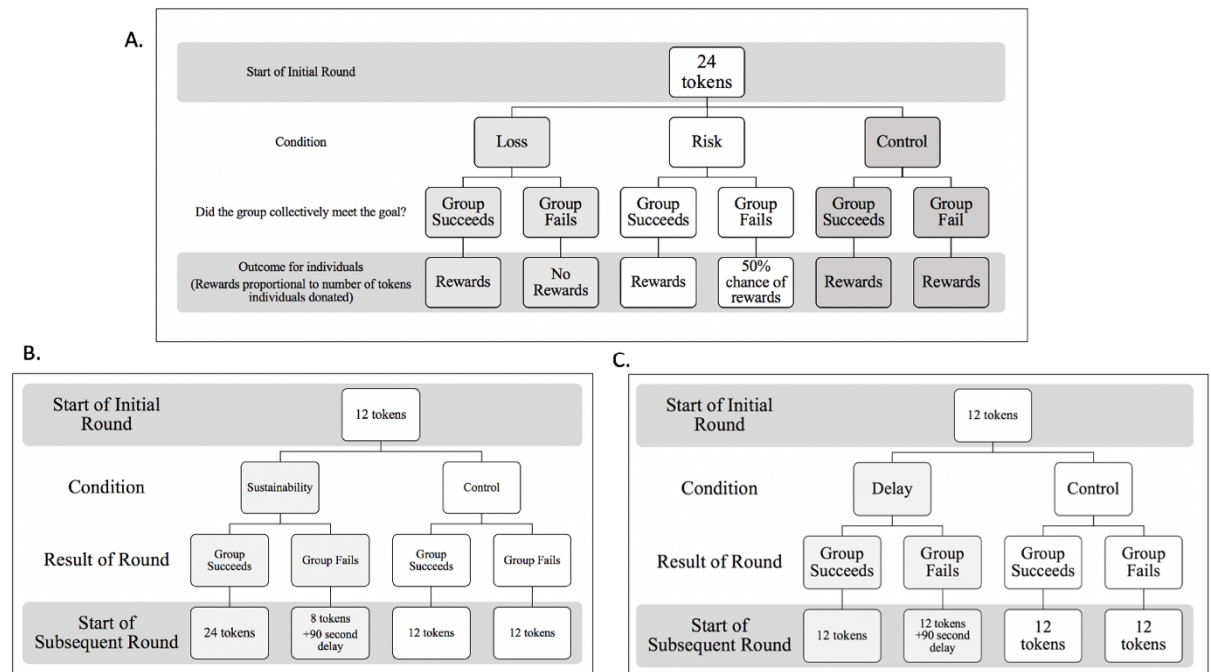 A.
Start of Initial Round
24
tokens
Condition
Loss
Risk
Control
Did the group collectively meet the goal?
Group
Succeeds
Group
Fails
Group
Succeeds
Group
Fails
Group
Succeeds
Group
Fail
Outcome for individuals
(Rewards proportional to number of tokens
individuals donated)
Rewards
No
Rewards
Rewards
50%
chance of
rewards
Rewards
Rewards
B.
Start of Initial
Round
12 tokens
Condition
Sustainability
Control
Result of Round
Group
Succeeds
Group Fails
Group
Succeeds
Group Fails
Start of
Subsequent Round
24 tokens
8 tokens
+90 second
delay
12 tokens
12 tokens
C.
Start of Initial
Round
12 tokens
Condition
Delay
Control
Result of Round
Group
Succeeds
Group
Fails
Group
Succeeds
Group
Fails
Start of
Subsequent Round
12 tokens
12 tokens
+90 second
delay
12
tokens
12
tokens